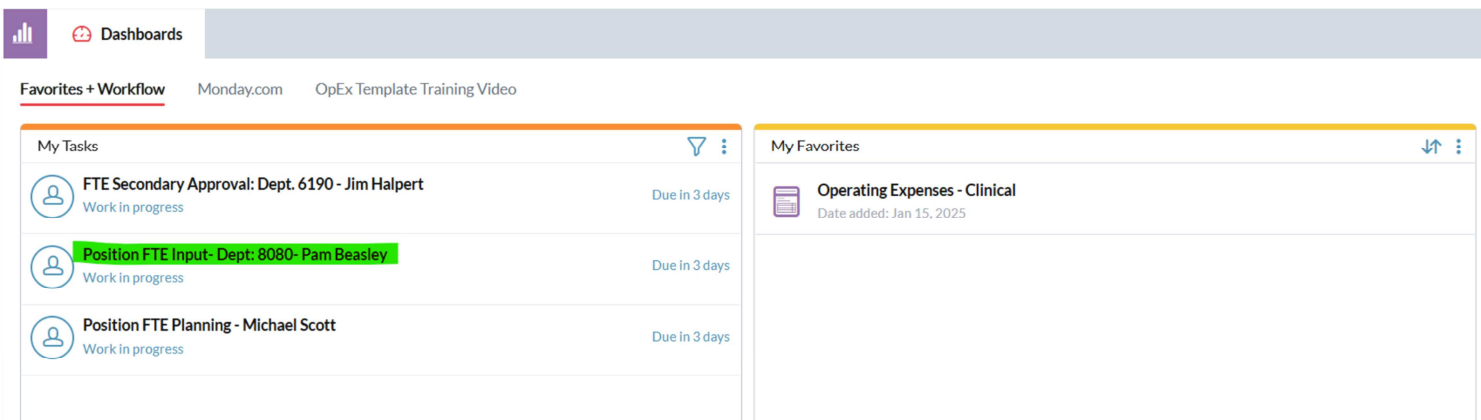 Dashboards
Favorites + Workflow Monday.com OpEx Template Training Video
My Tasks
FTE Secondary Approval: Dept. 6190 - Jim Halpert
Work in progress
Due in 3 days
Position FTE Input- Dept: 8080- Pam Beasley
Work in progress
Due in 3 days
Position FTE Planning - Michael Scott
Work in progress
Due in 3 days
My Favorites
Operating Expenses - Clinical
Date added: Jan 15, 2025